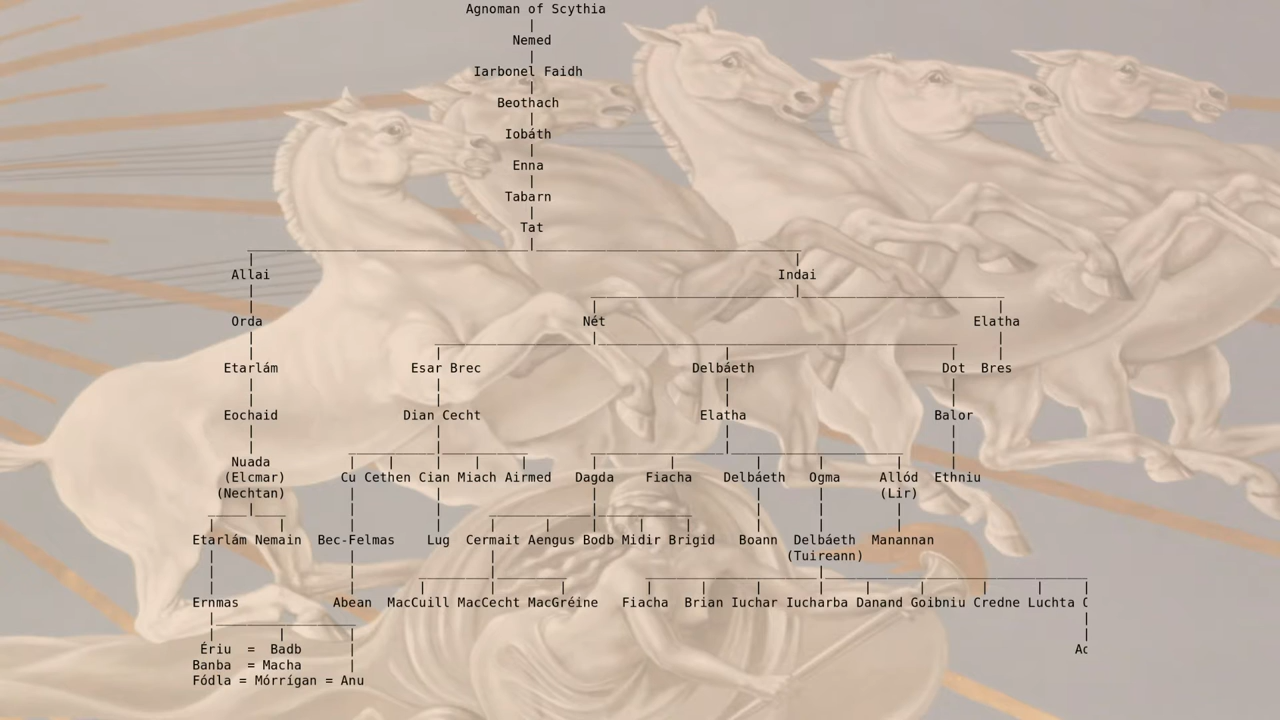 Agnoman of Scythia
Nemed
Iarbonel Faidh
Beothach
Iobáth
Enna
Tabarn
Tat
Allai Indai
Orda Nét Elatha
Etarlám Esar Brec Delbáeth Dot Bres
Eochaid Dian Cecht Elatha Balor
Nuada
(Elcmar) Cu Cethen Cian Miach Airmed Dagda Fiacha Delbáeth Ogma Allód Ethniu
(Nechtan) (Lir)
Etarlám Nemain Bec-Felmas Lug Cermait Aengus Bodb Midir Brigid Boann Delbáeth Manannan
(Tuireann)
Ernmas Abean MacCuill MacCecht MacGréine Fiacha Brian Iuchar Iucharba Danand Goibniu Credne Luchta
Ériu = Badb
Banba = Macha
Fódla = Mórrígan = Anu